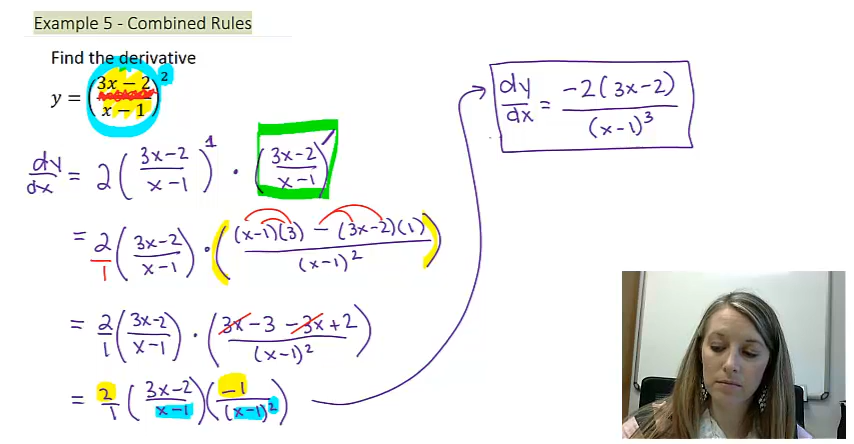 Example 5 - Combined Rules
Find the derivative
y = ((3x − 2)/(x − 1))^2
dy/dx = 2((3x−2)/(x−1))^1 · ((3x−2)/(x−1))′
= 2/1 ((3x−2)/(x−1)) · (((x−1)(3) − (3x−2)(1))/(x−1)^2)
= 2/1 ((3x−2)/(x−1)) · ((3x − 3 − 3x + 2)/(x−1)^2)
= 2/1 ((3x−2)/(x−1)) (−1/(x−1)^2)
dy/dx = −2(3x−2)/(x−1)^3